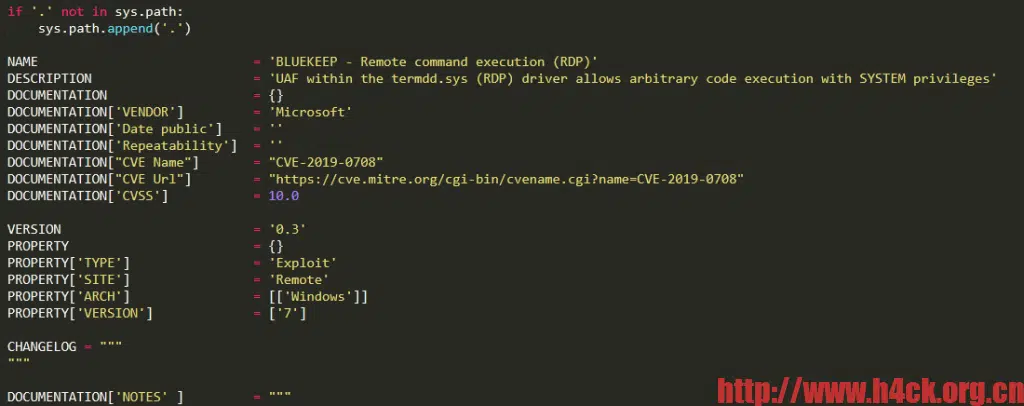 if '.' not in sys.path:
    sys.path.append('.')
NAME = 'BLUEKEEP - Remote command execution (RDP)'
DESCRIPTION = 'UAF within the termdd.sys (RDP) driver allows arbitrary code execution with SYSTEM privileges'
DOCUMENTATION = {}
DOCUMENTATION['VENDOR'] = 'Microsoft'
DOCUMENTATION['Date public'] = ''
DOCUMENTATION['Repeatability'] = ''
DOCUMENTATION["CVE Name"] = "CVE-2019-0708"
DOCUMENTATION["CVE Url"] = "https://cve.mitre.org/cgi-bin/cvename.cgi?name=CVE-2019-0708"
DOCUMENTATION['CVSS'] = 10.0
VERSION = '0.3'
PROPERTY = {}
PROPERTY['TYPE'] = 'Exploit'
PROPERTY['SITE'] = 'Remote'
PROPERTY['ARCH'] = [['Windows']]
PROPERTY['VERSION'] = ['7']
CHANGELOG = """
"""
DOCUMENTATION['NOTES' ] = """
http://www.h4ck.org.cn